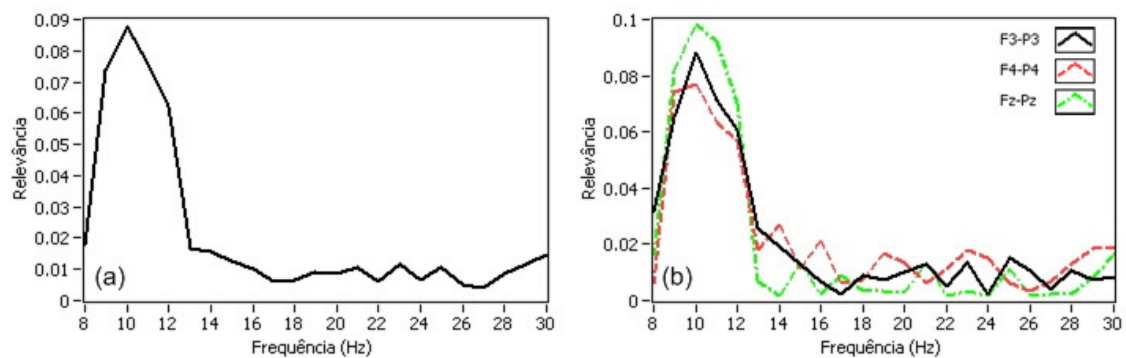 0.09
0.08
0.07
0.06
0.05
0.04
0.03
0.02
0.01
0
Relevância
(a)
8 10 12 14 16 18 20 22 24 26 28 30
Frequência (Hz)
0.1
0.08
0.06
0.04
0.02
0
Relevância
F3-P3
F4-P4
Fz-Pz
(b)
8 10 12 14 16 18 20 22 24 26 28 30
Frequência (Hz)